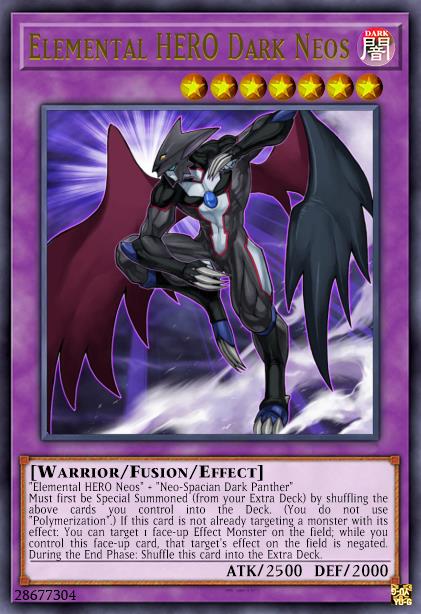 Elemental HERO Dark Neos
DARK
闇
[Warrior/Fusion/Effect]
"Elemental HERO Neos" + "Neo-Spacian Dark Panther"
Must first be Special Summoned (from your Extra Deck) by shuffling the
above cards you control into the Deck. (You do not use
"Polymerization".) If this card is not already targeting a monster with its
effect: You can target 1 face-up Effect Monster on the field; while you
control this face-up card, that target's effect on the field is negated.
During the End Phase: Shuffle this card into the Extra Deck.
ATK/2500 DEF/2000
28677304